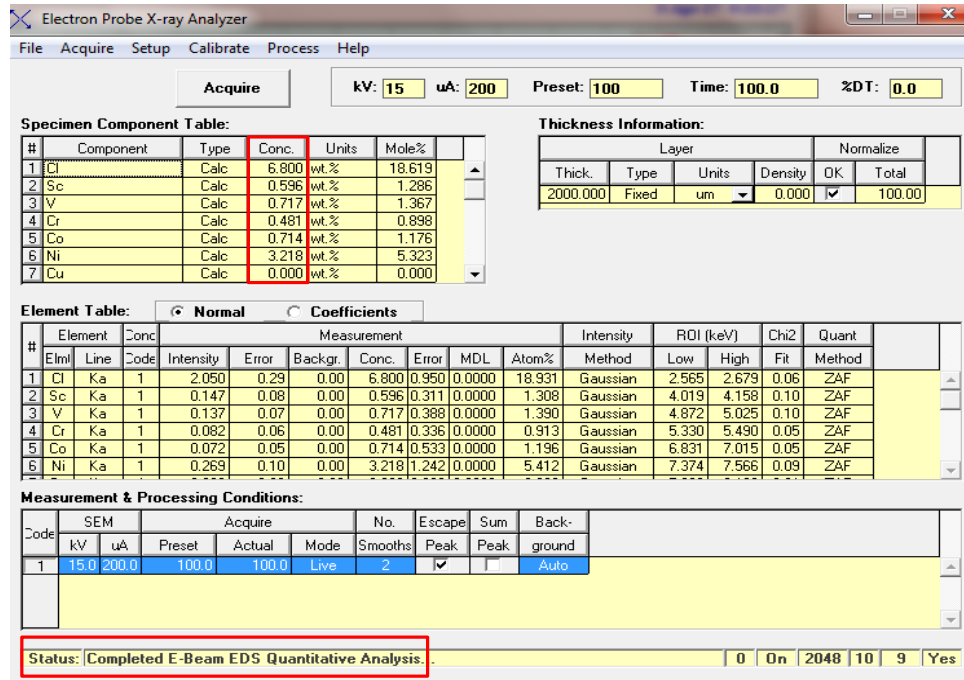 Electron Probe X-ray Analyzer
File Acquire Setup Calibrate Process Help
Acquire kV: 15 uA: 200 Preset: 100 Time: 100.0 %DT: 0.0
Specimen Component Table: Thickness Information:
# Component Type Conc. Units Mole% Layer Normalize
1 Cl Calc 6.800 wt.% 18.619 Thick. Type Units Density OK Total
2 Sc Calc 0.596 wt.% 1.286 2000.000 Fixed um 0.000 100.00
3 V Calc 0.717 wt.% 1.367
4 Cr Calc 0.481 wt.% 0.898
5 Co Calc 0.714 wt.% 1.176
6 Ni Calc 3.218 wt.% 5.323
7 Cu Calc 0.000 wt.% 0.000
Element Table: Normal Coefficients
# Element Conc Measurement Intensity ROI (keV) Chi2 Quant
Elml Line Code Intensity Error Backgr. Conc. Error MDL Atom% Method Low High Fit Method
1 Cl Ka 1 2.050 0.29 0.00 6.800 0.950 0.0000 18.931 Gaussian 2.565 2.679 0.06 ZAF
2 Sc Ka 1 0.147 0.08 0.00 0.596 0.311 0.0000 1.308 Gaussian 4.019 4.158 0.10 ZAF
3 V Ka 1 0.137 0.07 0.00 0.717 0.388 0.0000 1.390 Gaussian 4.872 5.025 0.10 ZAF
4 Cr Ka 1 0.082 0.06 0.00 0.481 0.336 0.0000 0.913 Gaussian 5.330 5.490 0.05 ZAF
5 Co Ka 1 0.072 0.05 0.00 0.714 0.533 0.0000 1.196 Gaussian 6.831 7.015 0.05 ZAF
6 Ni Ka 1 0.269 0.10 0.00 3.218 1.242 0.0000 5.412 Gaussian 7.374 7.566 0.09 ZAF
Measurement & Processing Conditions:
Code SEM Acquire No. Escape Sum Back-
kV uA Preset Actual Mode Smooths Peak Peak ground
1 15.0 200.0 100.0 100.0 Live 2 Auto
Status: Completed E-Beam EDS Quantitative Analysis... 0 On 2048 10 9 Yes